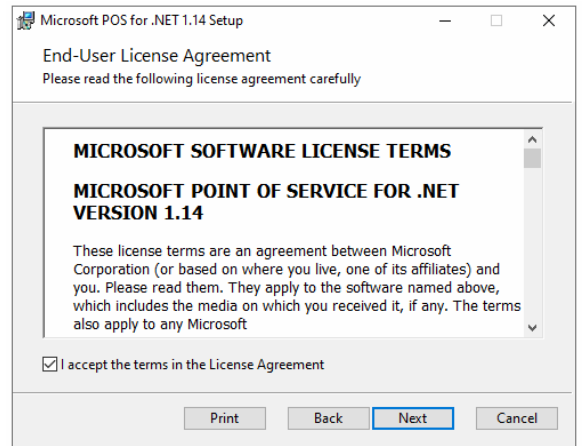 Microsoft POS for .NET 1.14 Setup
End-User License Agreement
Please read the following license agreement carefully
MICROSOFT SOFTWARE LICENSE TERMS
MICROSOFT POINT OF SERVICE FOR .NET
VERSION 1.14
These license terms are an agreement between Microsoft
Corporation (or based on where you live, one of its affiliates) and
you. Please read them. They apply to the software named above,
which includes the media on which you received it, if any. The terms
also apply to any Microsoft
I accept the terms in the License Agreement
Print Back Next Cancel